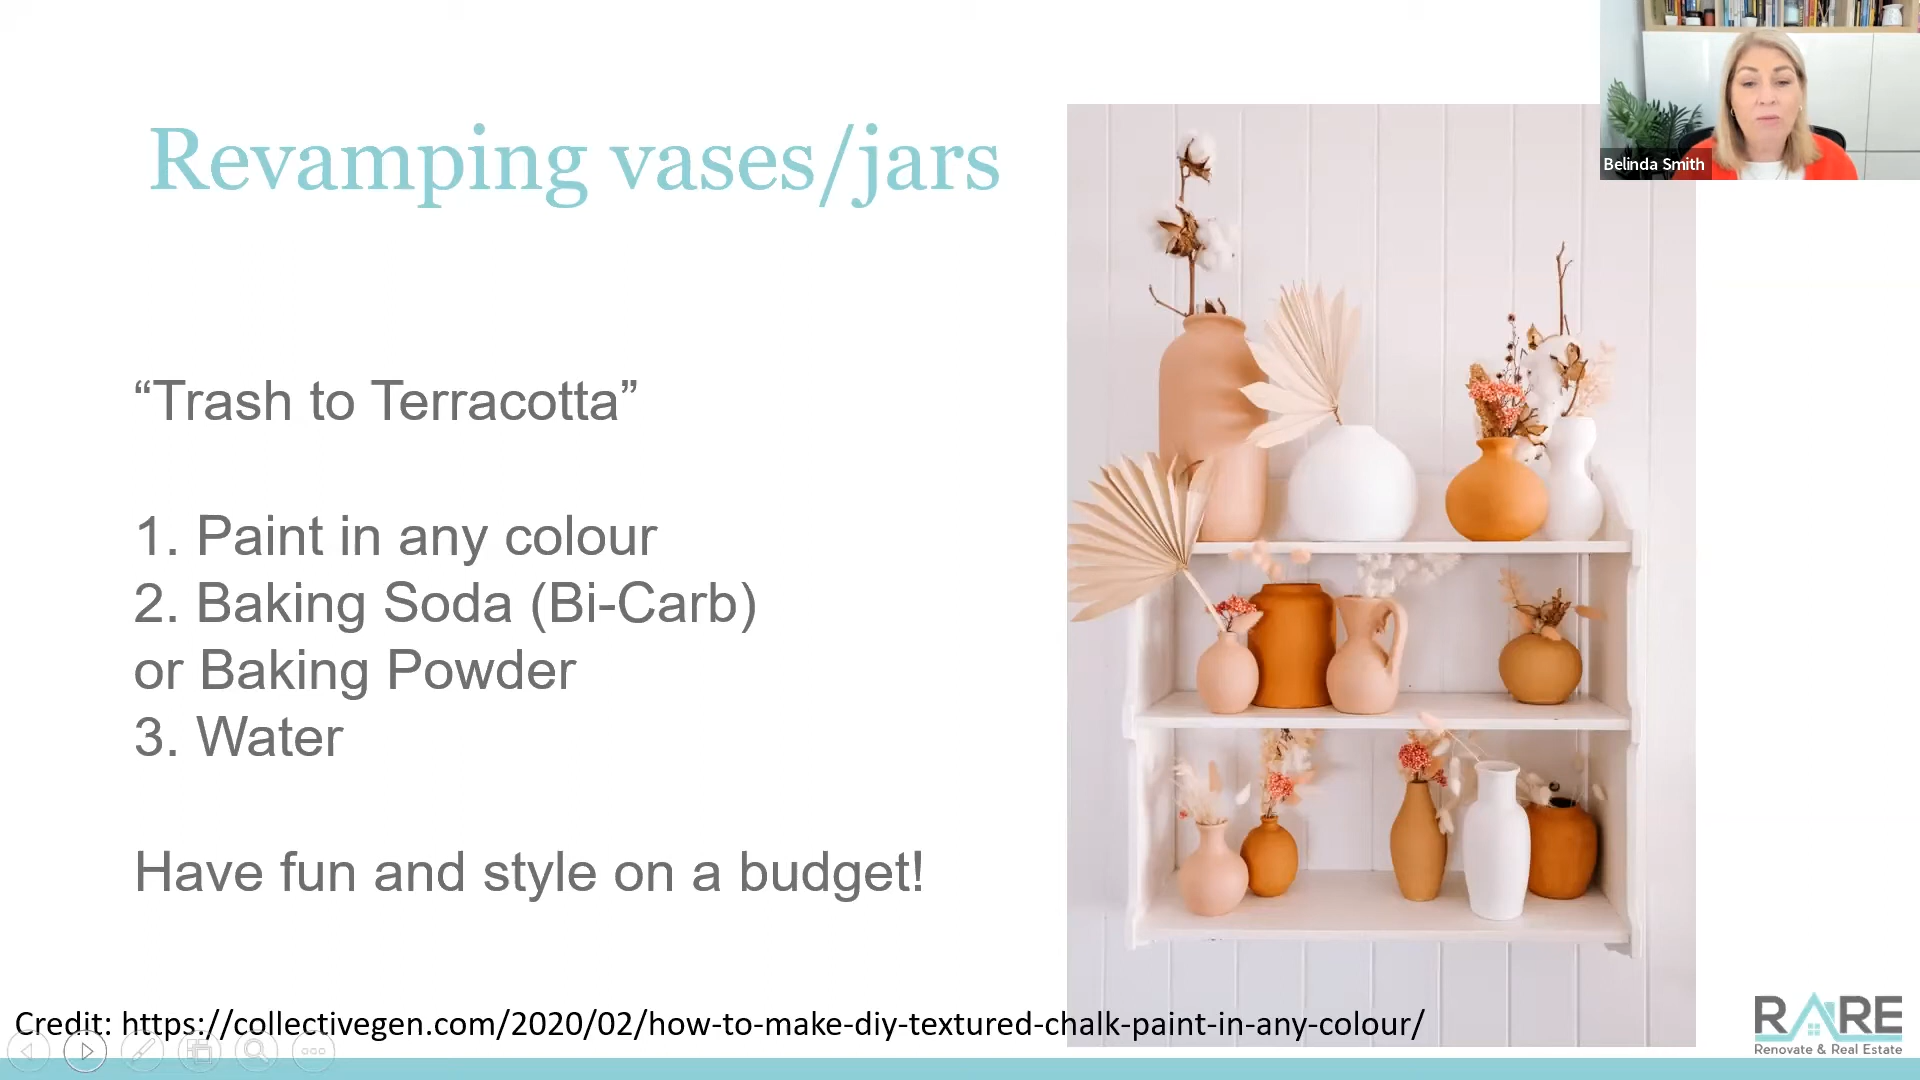 Revamping vases/jars
Belinda Smith
“Trash to Terracotta”
1. Paint in any colour
2. Baking Soda (Bi-Carb)
or Baking Powder
3. Water
Have fun and style on a budget!
Credit: https://collectivegen.com/2020/02/how-to-make-diy-textured-chalk-paint-in-any-colour/
RARE
Renovate & Real Estate